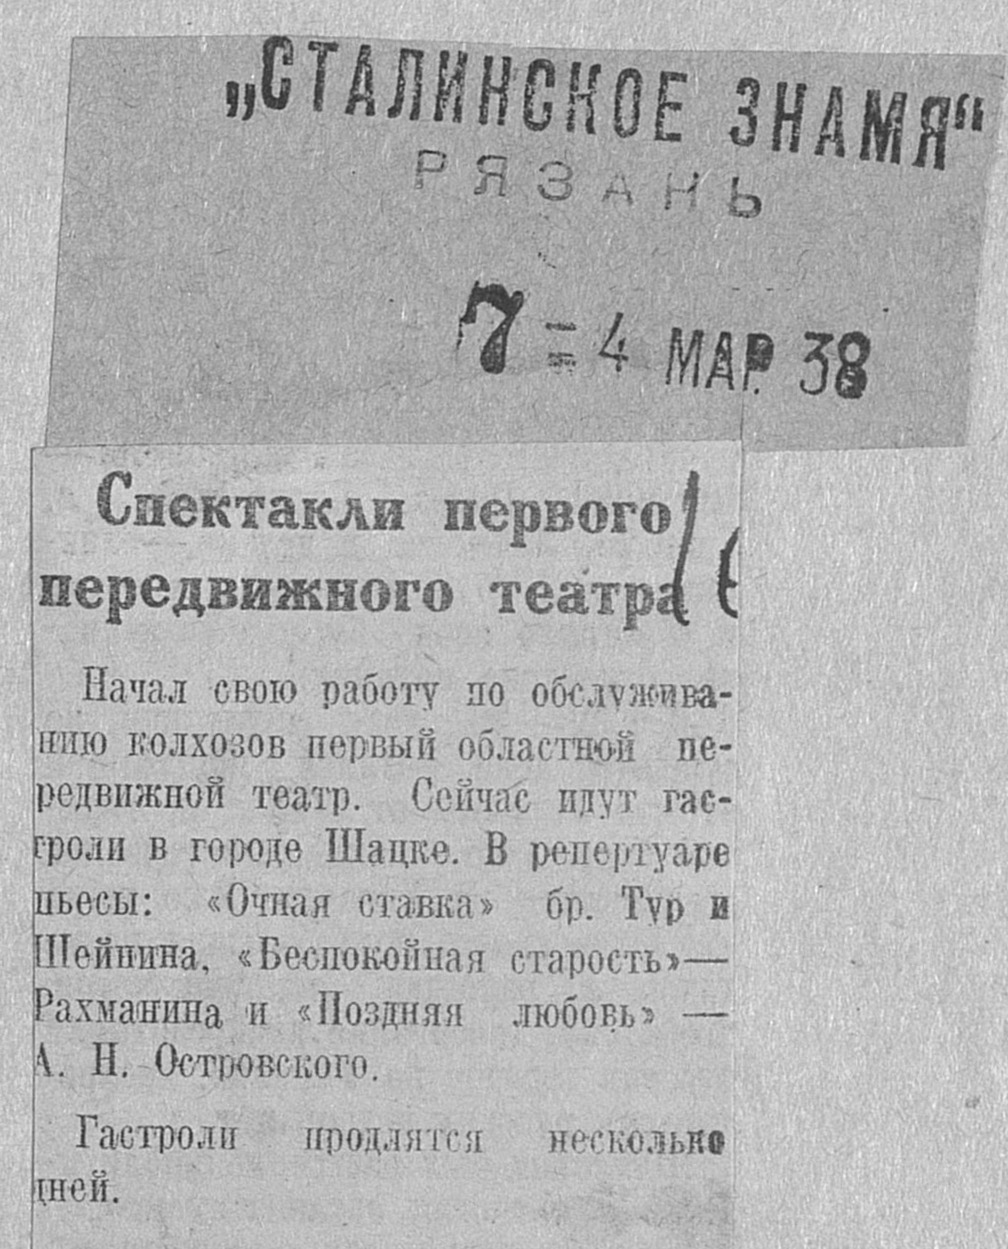 „СТАЛИНСКОЕ ЗНАМЯ“
РЯЗАНЬ
7 = 4 МАР. 38
Спектакли первого
передвижного театра
Начал свою работу по обслужива-
нию колхозов первый областной пе-
редвижной театр. Сейчас идут гас-
троли в городе Шацке. В репертуаре
пьесы: «Очная ставка» бр. Тур и
Шейнина, «Беспокойная старость»—
Рахманина и «Поздняя любовь» —
А. Н. Островского.
Гастроли продлятся несколько
дней.